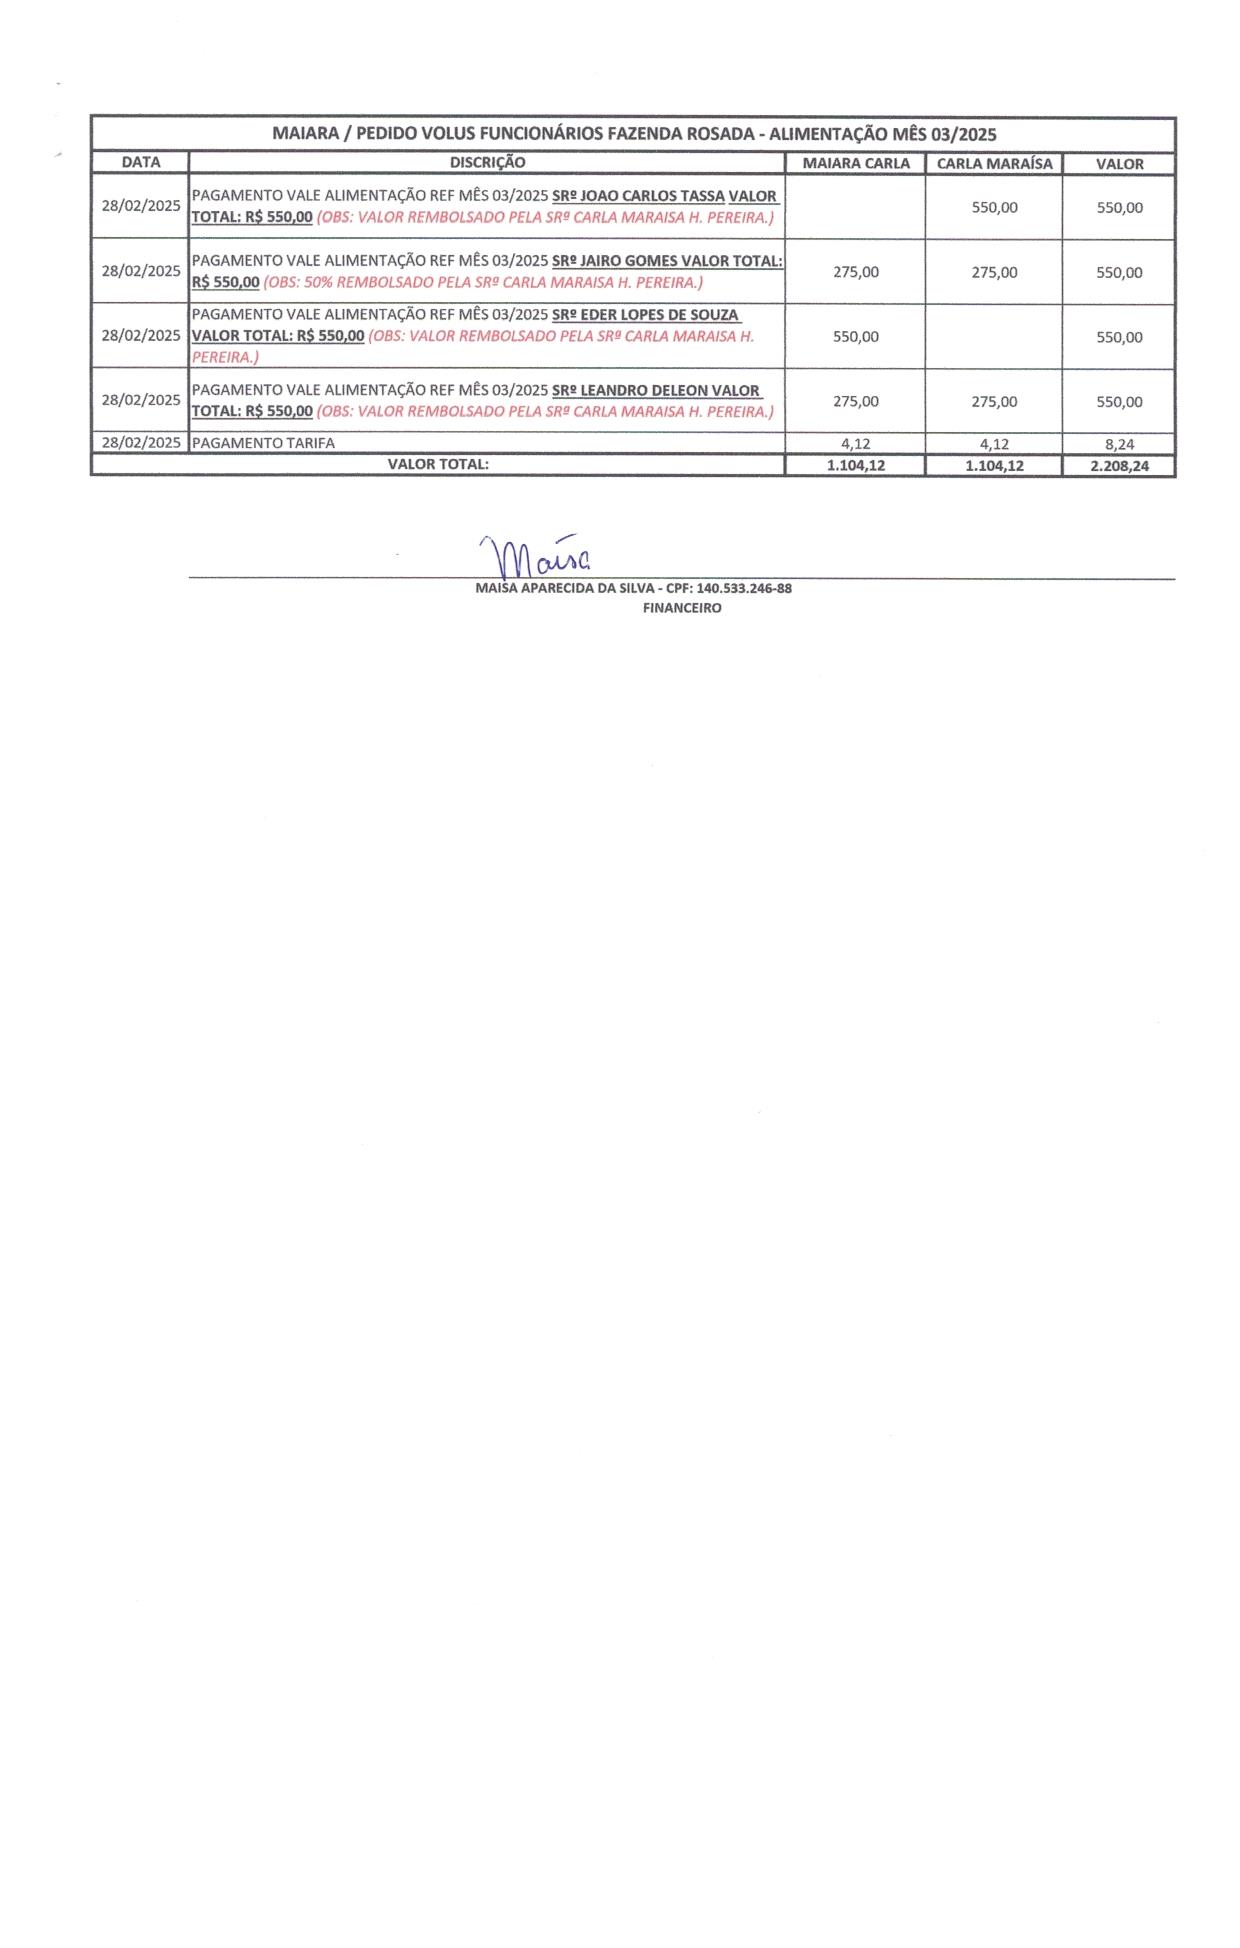 MAIARA / PEDIDO VOLUS FUNCIONÁRIOS FAZENDA ROSADA - ALIMENTAÇÃO MÊS 03/2025
DATA DISCRIÇÃO MAIARA CARLA CARLA MARAÍSA VALOR
28/02/2025 PAGAMENTO VALE ALIMENTAÇÃO REF MÊS 03/2025 SRº JOAO CARLOS TASSA VALOR
TOTAL: R$ 550,00 (OBS: VALOR REMBOLSADO PELA SRª CARLA MARAISA H. PEREIRA.) 550,00 550,00
28/02/2025 PAGAMENTO VALE ALIMENTAÇÃO REF MÊS 03/2025 SRº JAIRO GOMES VALOR TOTAL:
R$ 550,00 (OBS: 50% REMBOLSADO PELA SRª CARLA MARAISA H. PEREIRA.) 275,00 275,00 550,00
PAGAMENTO VALE ALIMENTAÇÃO REF MÊS 03/2025 SRº EDER LOPES DE SOUZA
28/02/2025 VALOR TOTAL: R$ 550,00 (OBS: VALOR REMBOLSADO PELA SRª CARLA MARAISA H. 550,00 550,00
PEREIRA.)
28/02/2025 PAGAMENTO VALE ALIMENTAÇÃO REF MÊS 03/2025 SRº LEANDRO DELEON VALOR
TOTAL: R$ 550,00 (OBS: VALOR REMBOLSADO PELA SRª CARLA MARAISA H. PEREIRA.) 275,00 275,00 550,00
28/02/2025 PAGAMENTO TARIFA 4,12 4,12 8,24
VALOR TOTAL: 1.104,12 1.104,12 2.208,24
Maísa
MAISA APARECIDA DA SILVA - CPF: 140.533.246-88
FINANCEIRO